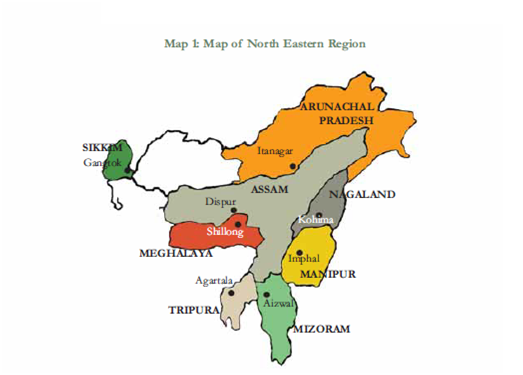 Map 1: Map of North Eastern Region
ARUNACHAL
PRADESH
SIKKIM
Gangtok
Itanagar
ASSAM
NAGALAND
Dispur
Kohima
Shillong
MEGHALAYA
Imphal
MANIPUR
Agartala
Aizwal
TRIPURA
MIZORAM